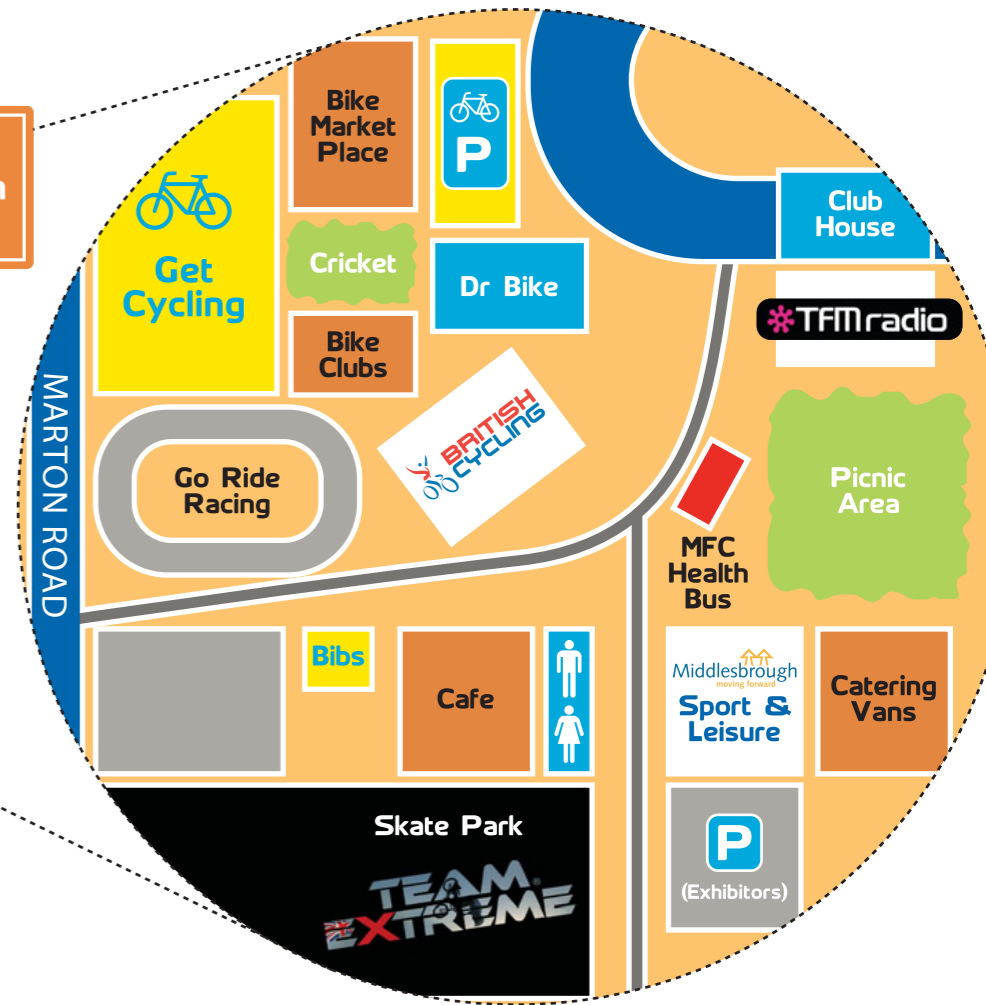 Bike
Market
Place
P
Club
House
Get
Cycling
Cricket
Dr Bike
TFM radio
Bike
Clubs
MARTON ROAD
BRITISH
CYCLING
Go Ride
Racing
Picnic
Area
MFC
Health
Bus
Bibs
Cafe
Middlesbrough
moving forward
Sport &
Leisure
Catering
Vans
Skate Park
TEAM
EXTREME
P
(Exhibitors)